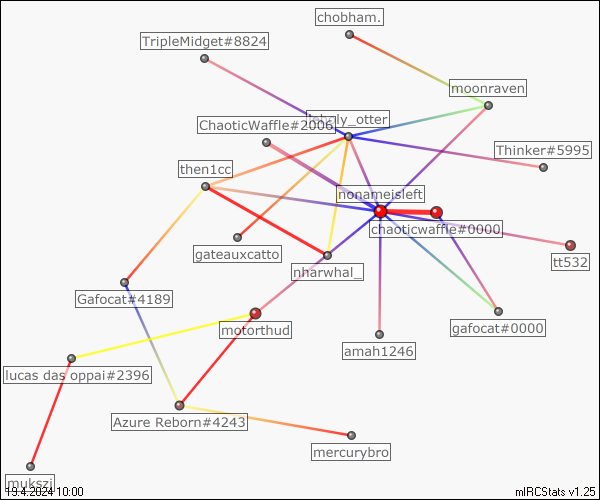 chobham.
TripleMidget#8824
moonraven
ChaoticWaffle#2006
Thinker#5995
then1cc
nonameisleft
chaoticwaffle#0000
gateauxcatto
tt532
nharwhal_
Gafocat#4189
motorthud
gafocat#0000
amah1246
lucas das oppai#2396
Azure Reborn#4243
mercurybro
mukszi
19.4.2024 10:00
mIRCStats v1.25